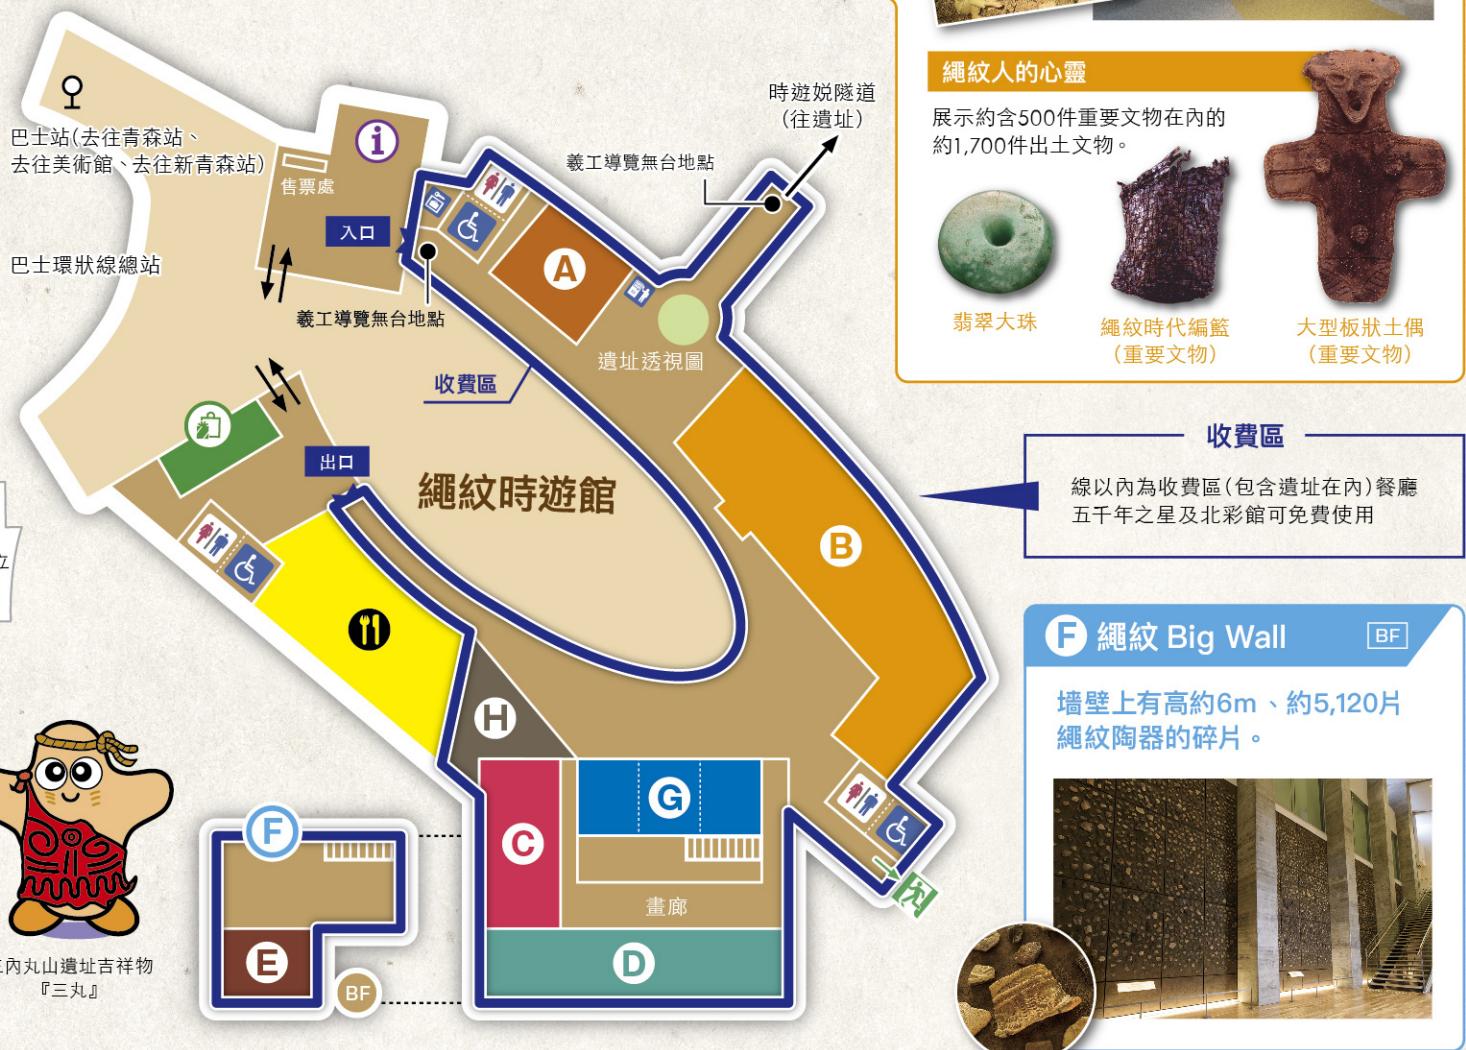 巴士站(去往青森站、
去往美術館、去往新青森站)
巴士環狀線總站
i
售票處
入口
義工導覽無台地點
收費區
出口
繩紋時遊館
義工導覽無台地點
時遊娧隧道
(往遺址)
遺址透視圖
A
B
H
C
G
畫廊
D
F
E
BF
三內丸山遺址吉祥物
『三丸』
繩紋人的心靈
展示約含500件重要文物在內的
約1,700件出土文物。
翡翠大珠
繩紋時代編籃
(重要文物)
大型板狀土偶
(重要文物)
收費區
線以內為收費區(包含遺址在內)餐廳
五千年之星及北彩館可免費使用
F 繩紋 Big Wall BF
墻壁上有高約6m、約5,120片
繩紋陶器的碎片。